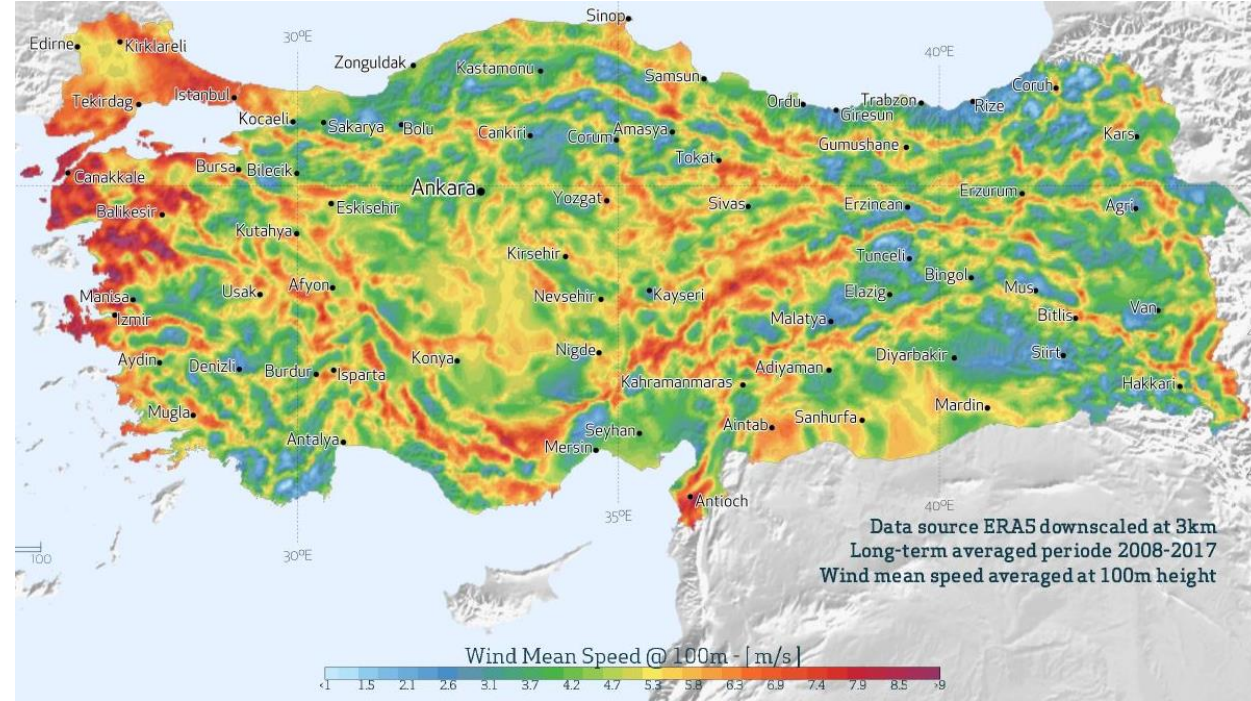 Sinop
30ºE
Edirne
Kirklareli
40ºE
Zonguldak
Kastamonu
Samsun
Coruh
Tekirdag
Istanbul
Ordu
Trabzon
Rize
Giresun
Kocaeli
Sakarya
Bolu
Cankiri
Corum
Amasya
Kars
Gumushane
Tokat
Canakkale
Bursa
Bilecik
Ankara
Yozgat
Sivas
Erzincan
Erzurum
Agri
Balikesir
Eskisehir
Kutahya
Kirsehir
Tunceli
Bingol
Manisa
Usak
Afyon
Nevsehir
Kayseri
Elazig
Mus
Van
Izmir
Malatya
Bitlis
Aydin
Denizli
Burdur
Isparta
Konya
Nigde
Kahramanmaras
Adiyaman
Diyarbakir
Siirt
Hakkari
Mugla
Antalya
Mersin
Seyhan
Aintab
Sanhurfa
Mardin
Antioch
35ºE
40ºE
30ºE
100
Data source ERA5 downscaled at 3km
Long-term averaged periode 2008-2017
Wind mean speed averaged at 100m height
Wind Mean Speed @ 100m - [m/s]
<1 1.5 2.1 2.6 3.1 3.7 4.2 4.7 5.3 5.8 6.3 6.9 7.4 7.9 8.5 >9